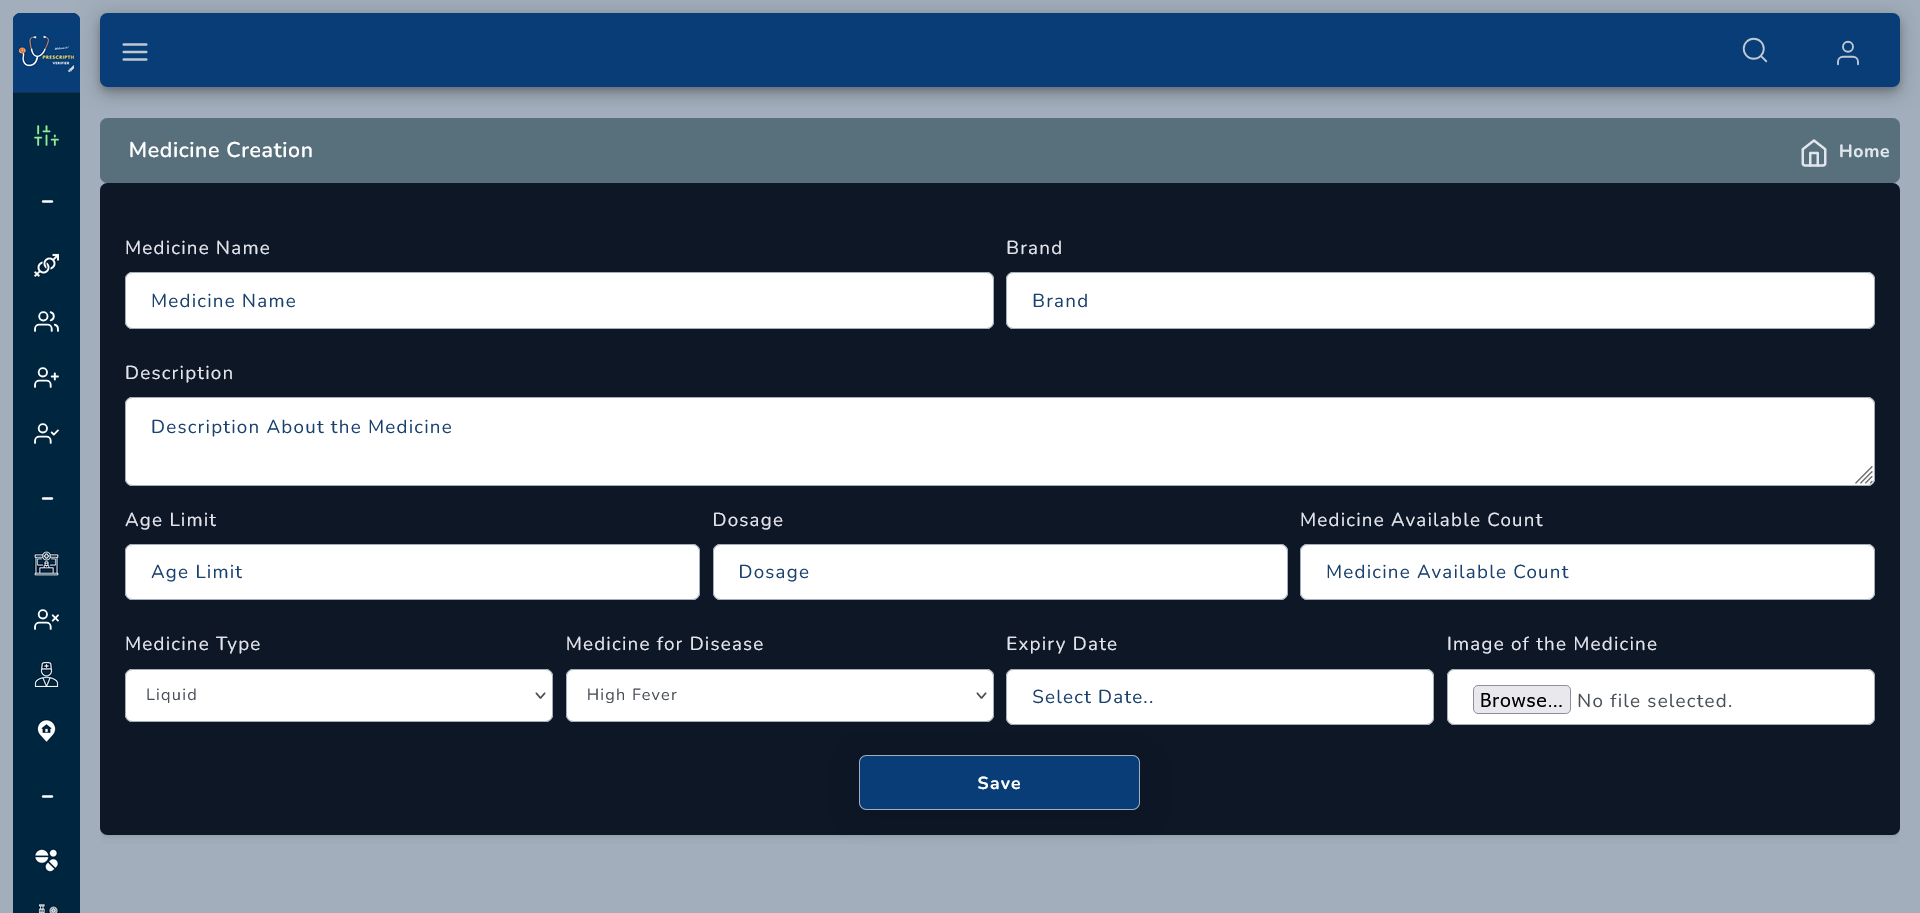 PRESCRIPTI
VERIFIER
Medicine Creation
Home
Medicine Name
Brand
Medicine Name
Brand
Description
Description About the Medicine
Age Limit
Dosage
Medicine Available Count
Age Limit
Dosage
Medicine Available Count
Medicine Type
Medicine for Disease
Expiry Date
Image of the Medicine
Liquid
High Fever
Select Date..
Browse... No file selected.
Save